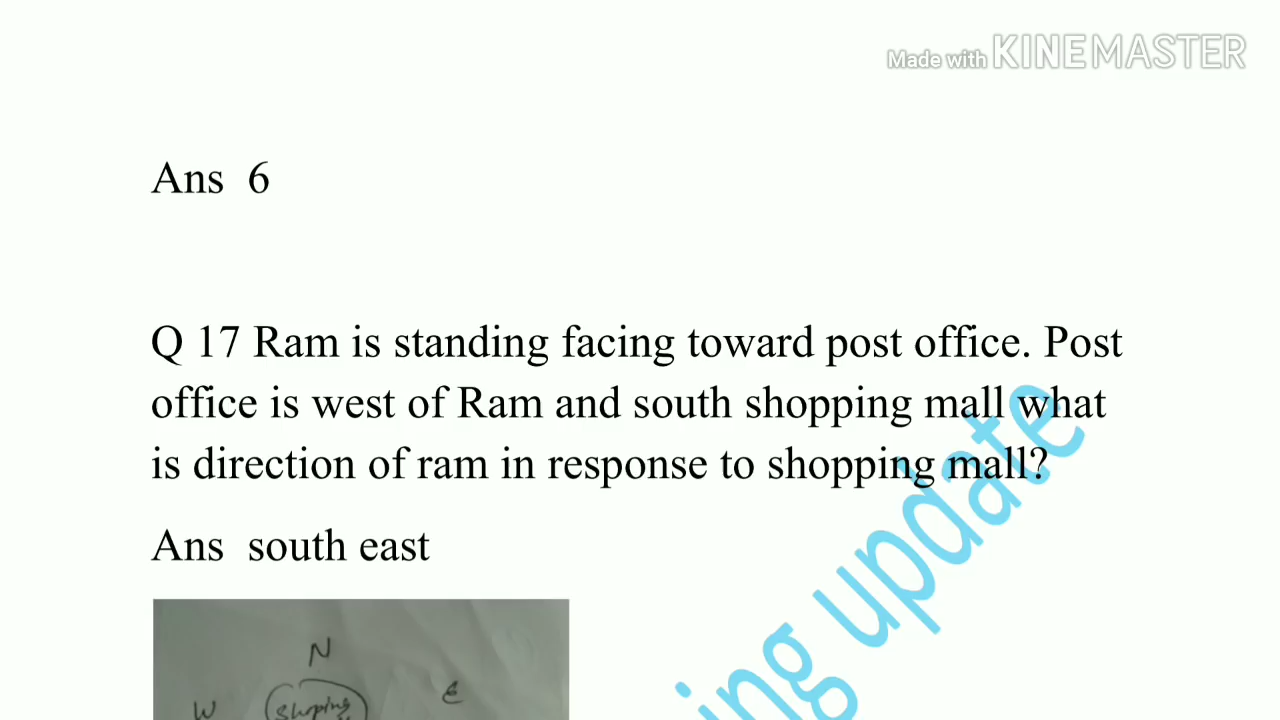 Made with KINEMASTER
Ans 6
Q 17 Ram is standing facing toward post office. Post
office is west of Ram and south shopping mall what
is direction of ram in response to shopping mall?
Ans south east
ing update
N
E
W
Shoping